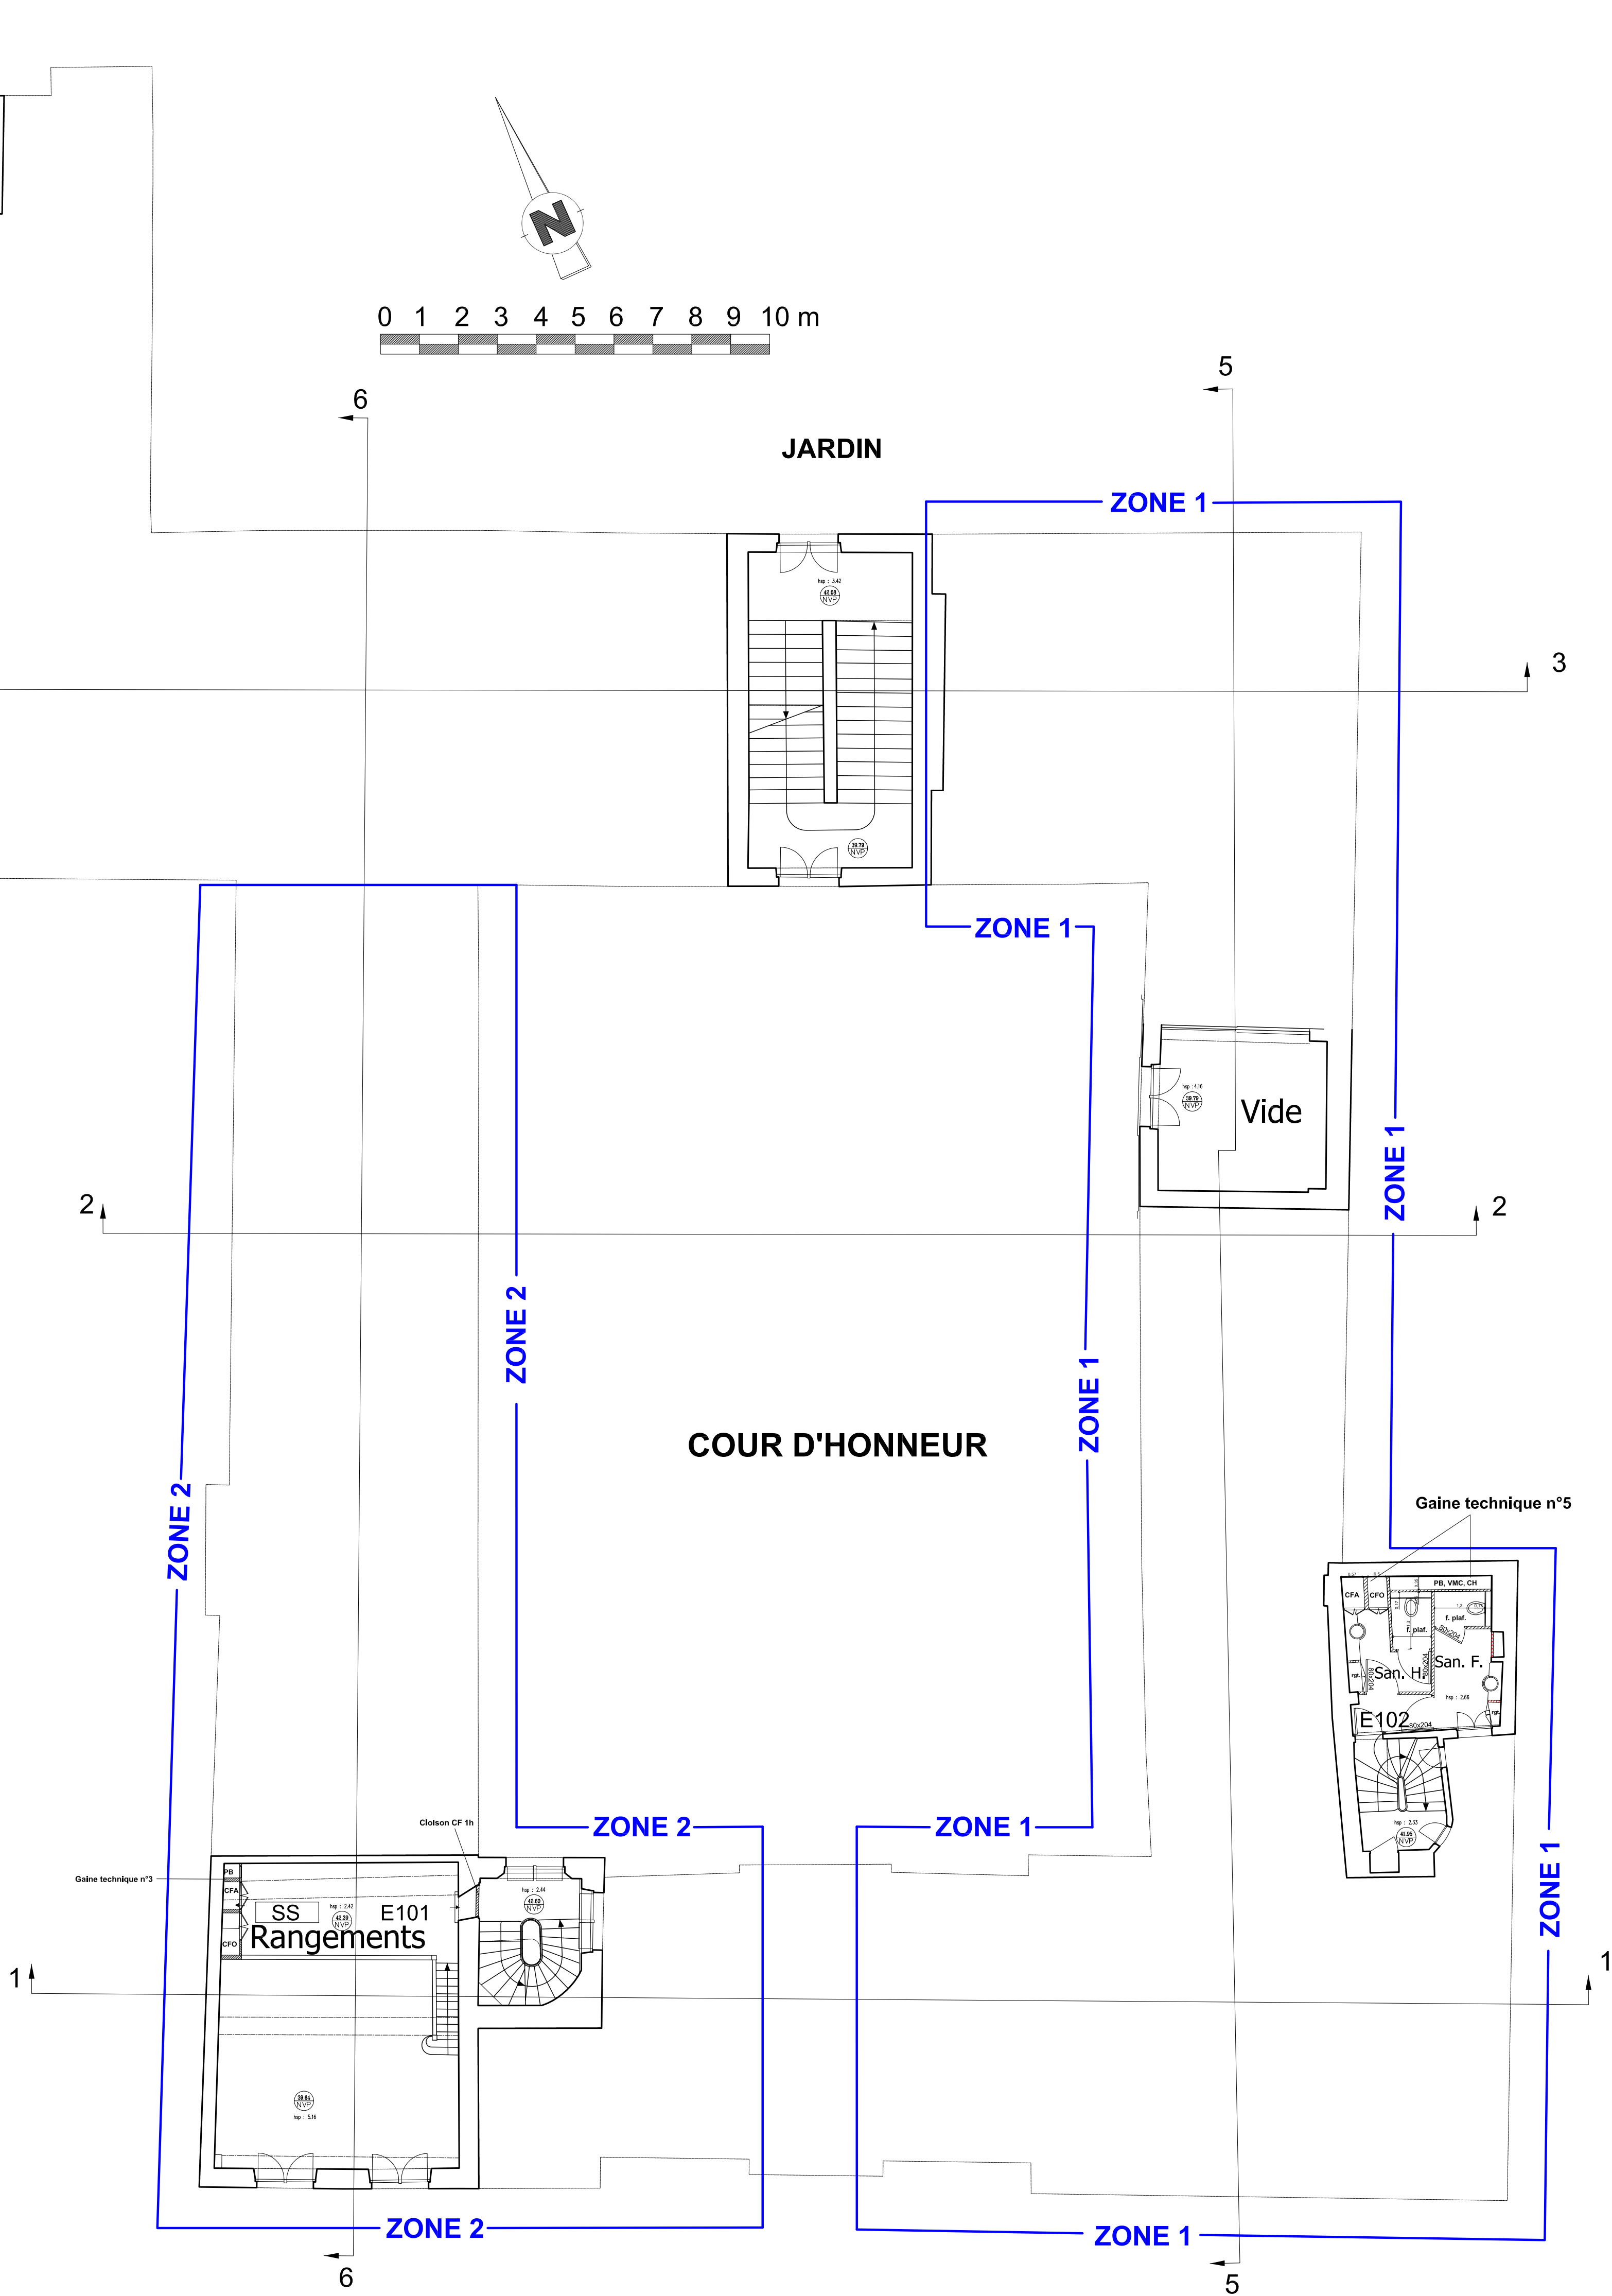 N
0 1 2 3 4 5 6 7 8 9 10 m
5
6
JARDIN
ZONE 1
hsp : 3.42
42.08
NVP
3
39.79
NVP
ZONE 1
hsp : 4.16
39.79
NVP
Vide
ZONE 1
2
2
ZONE 2
ZONE 1
COUR D'HONNEUR
ZONE 2
Gaine technique n°5
PB, VMC, CH
CFA
CFO
f. plaf.
f. plaf.
80x204
San. H.
San. F.
80x204
80x204
rgt.
hsp : 2.66
rgt.
E102
80x204
hsp : 2.33
41.95
NVP
ZONE 2
ZONE 1
Cloison CF 1h
Gaine technique n°3
PB
CFA
CFO
SS
hsp : 2.42
42.39
NVP
E101
Rangements
hsp : 2.44
42.60
NVP
ZONE 1
1
1
39.64
NVP
hsp : 5.16
ZONE 2
ZONE 1
6
5